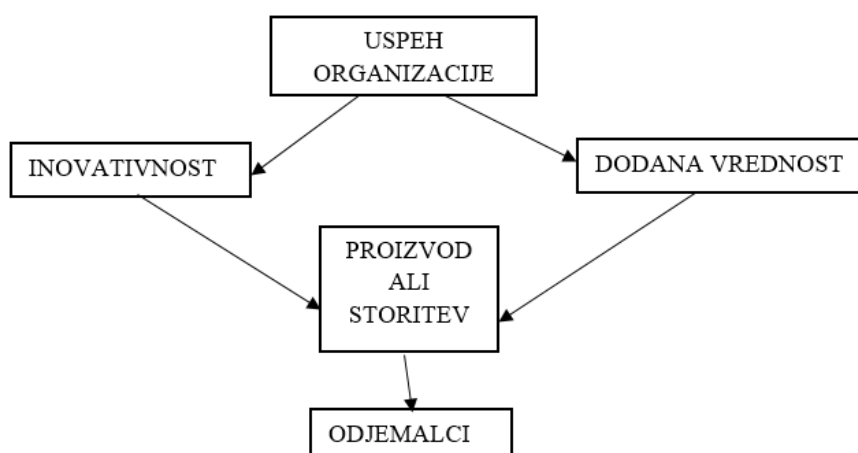 USPEH
ORGANIZACIJE
INOVATIVNOST
DODANA VREDNOST
PROIZVOD
ALI
STORITEV
ODJEMALCI